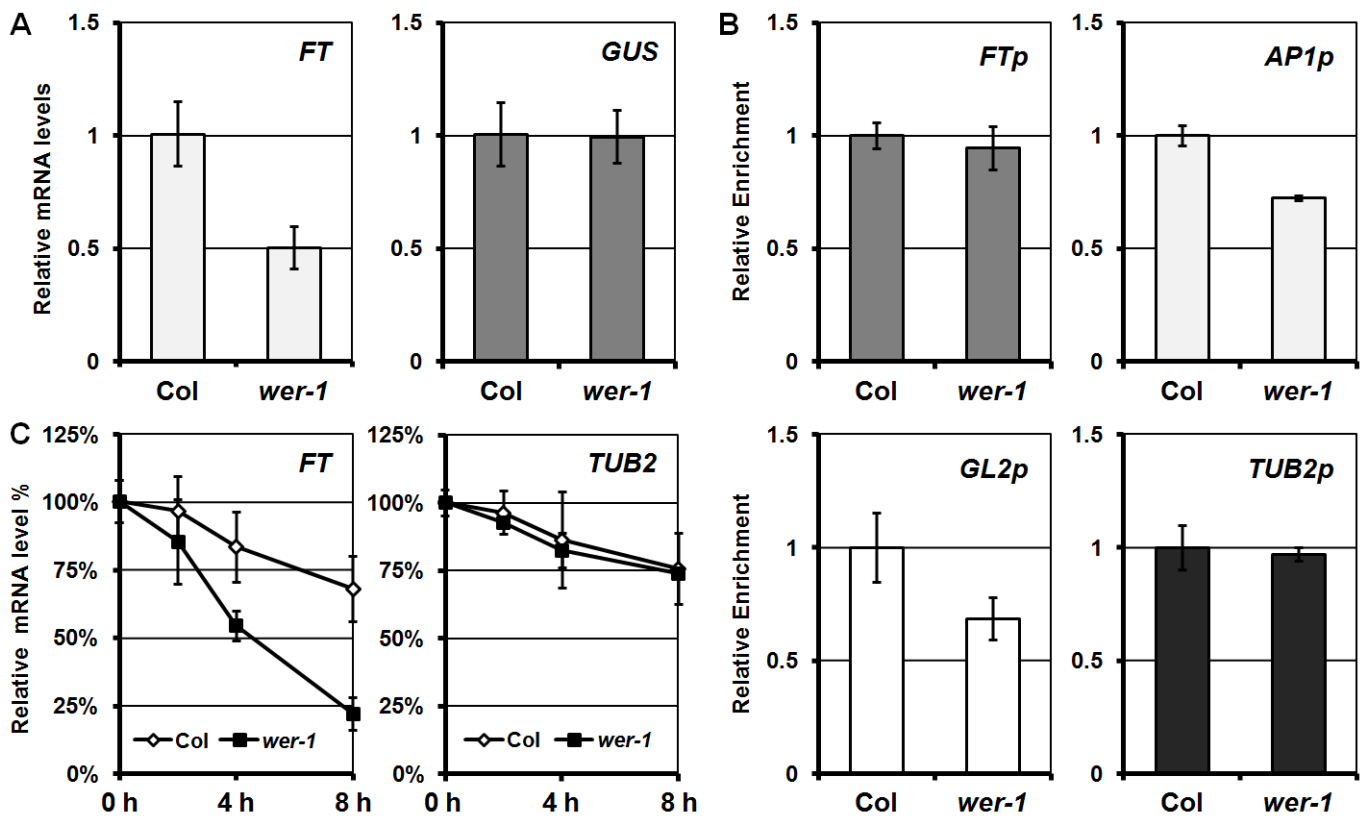 A
Relative mRNA levels
1.5
1
0.5
0
FT
Col
wer-1
1.5
1
0.5
0
GUS
Col
wer-1
B
Relative Enrichment
1.5
1
0.5
0
FTp
Col
wer-1
1.5
1
0.5
0
AP1p
Col
wer-1
C
Relative mRNA level %
125%
100%
75%
50%
25%
0%
FT
Col wer-1
0 h 4 h 8 h
125%
100%
75%
50%
25%
0%
TUB2
Col wer-1
0 h 4 h 8 h
Relative Enrichment
1.5
1
0.5
0
GL2p
Col
wer-1
1.5
1
0.5
0
TUB2p
Col
wer-1